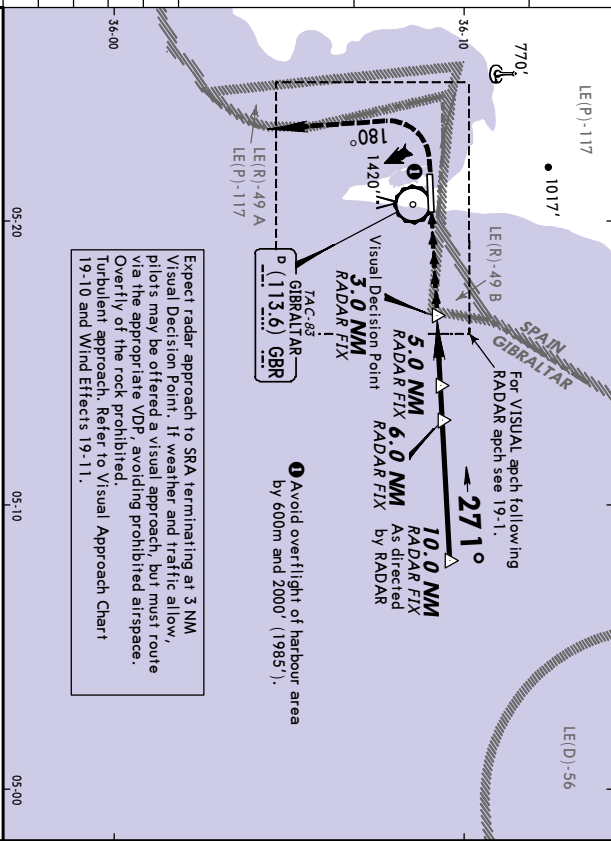 LE(P)-117
1017'
770'
36-10
36-00
05-20
05-10
05-00
LE(R)-49 B
SPAIN
GIBRALTAR
LE(R)-49 A
LE(P)-117
180°
1420'
1
For VISUAL apch following
RADAR apch see 19-1.
271°
10.0 NM
RADAR FIX
As directed
by RADAR
6.0 NM
RADAR FIX
5.0 NM
RADAR FIX
Visual Decision Point
3.0 NM
RADAR FIX
TAC-83
GIBRALTAR
D (113.6) GBR
LE(D)-56
1 Avoid overflight of harbour area
by 600m and 2000' (1985').
Expect radar approach to SRA terminating at 3 NM
Visual Decision Point. If weather and traffic allow,
pilots may be offered a visual approach, but must route
via the appropriate VDP, avoiding prohibited airspace.
Overfly of the rock prohibited.
Turbulent approach. Refer to Visual Approach Chart
19-10 and Wind Effects 19-11.